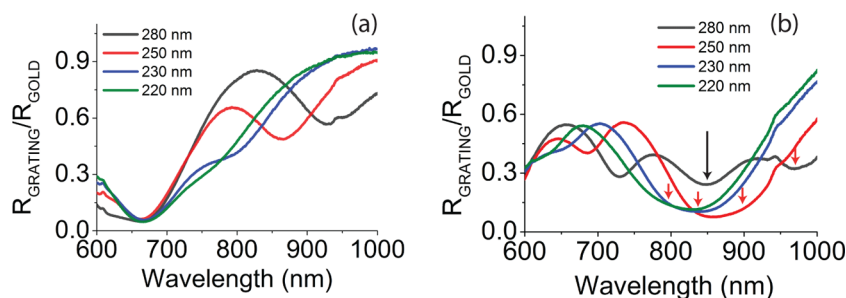 (a)
R_GRATING/R_GOLD
280 nm
250 nm
230 nm
220 nm
0.9
0.6
0.3
0.0
600 700 800 900 1000
Wavelength (nm)
(b)
R_GRATING/R_GOLD
280 nm
250 nm
230 nm
220 nm
0.9
0.6
0.3
0.0
600 700 800 900 1000
Wavelength (nm)